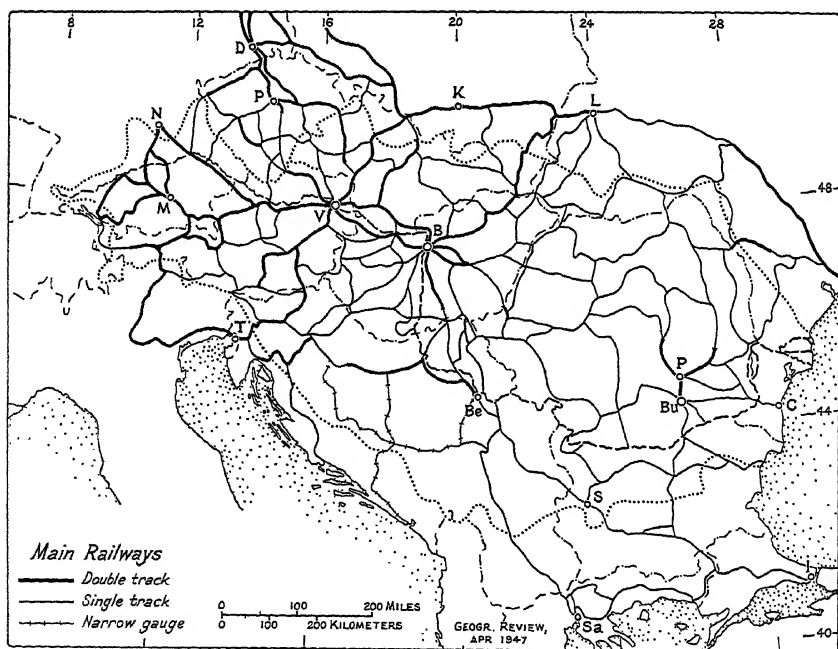 8 12 16 20 24 28
D
K
L
P
N
48
M
V
B
T
P
Be
Bu
C
44
S
I
Main Railways
Double track
Single track
Narrow gauge
0 100 200 MILES
0 100 200 KILOMETERS
GEOGR. REVIEW,
APR 1947
Sa
40